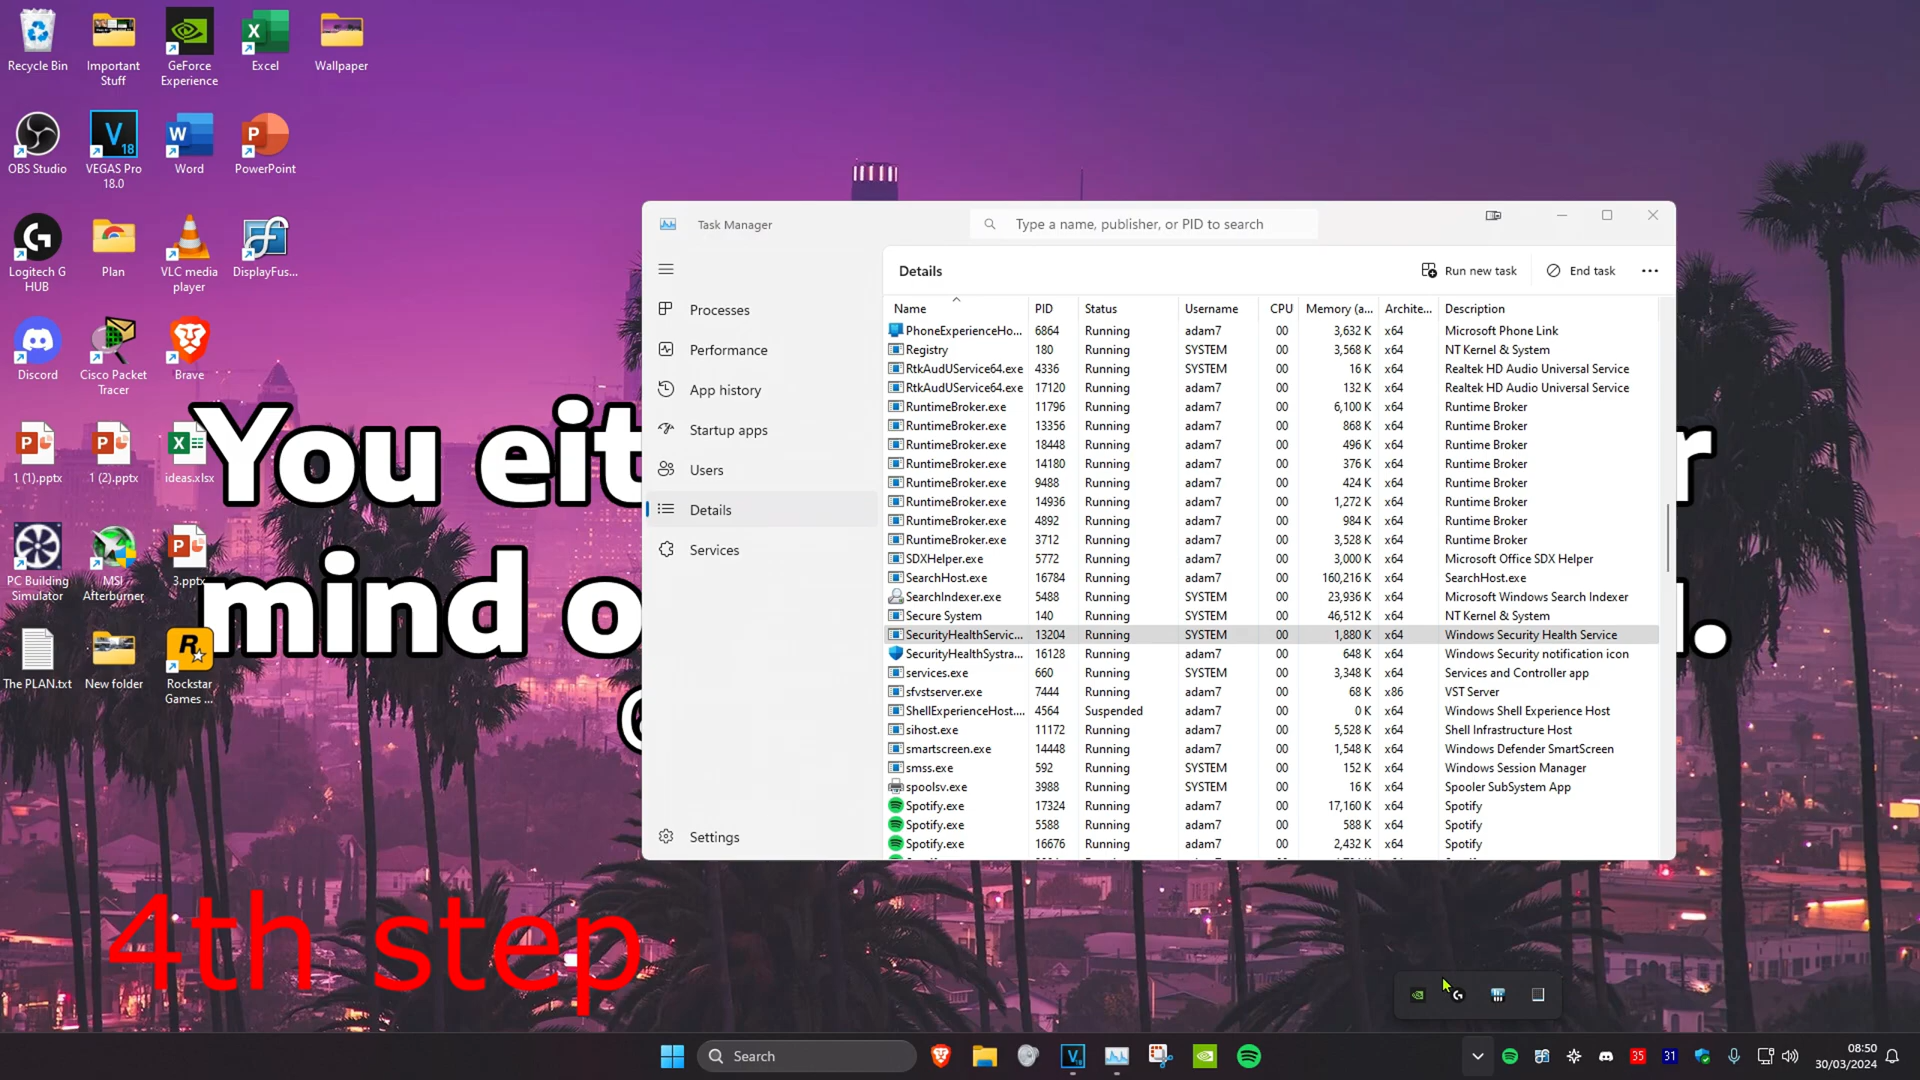 Recycle Bin
Important Stuff
GeForce Experience
Excel
Wallpaper
OBS Studio
VEGAS Pro 18.0
Word
PowerPoint
Logitech G HUB
Plan
VLC media player
DisplayFus...
Discord
Cisco Packet Tracer
Brave
1 (1).pptx
1 (2).pptx
ideas.xlsx
PC Building Simulator
MSI Afterburner
3.pptx
The PLAN.txt
New folder
Rockstar Games ...
You eit
mind o
4th step
Task Manager
Type a name, publisher, or PID to search
Processes
Performance
App history
Startup apps
Users
Details
Services
Settings
Details
Run new task
End task
Name PID Status Username CPU Memory (a... Archite... Description
PhoneExperienceHo... 6864 Running adam7 00 3,632 K x64 Microsoft Phone Link
Registry 180 Running SYSTEM 00 3,568 K x64 NT Kernel & System
RtkAudUService64.exe 4336 Running SYSTEM 00 16 K x64 Realtek HD Audio Universal Service
RtkAudUService64.exe 17120 Running adam7 00 132 K x64 Realtek HD Audio Universal Service
RuntimeBroker.exe 11796 Running adam7 00 6,100 K x64 Runtime Broker
RuntimeBroker.exe 13356 Running adam7 00 868 K x64 Runtime Broker
RuntimeBroker.exe 18448 Running adam7 00 496 K x64 Runtime Broker
RuntimeBroker.exe 14180 Running adam7 00 376 K x64 Runtime Broker
RuntimeBroker.exe 9488 Running adam7 00 424 K x64 Runtime Broker
RuntimeBroker.exe 14936 Running adam7 00 1,272 K x64 Runtime Broker
RuntimeBroker.exe 4892 Running adam7 00 984 K x64 Runtime Broker
RuntimeBroker.exe 3712 Running adam7 00 3,528 K x64 Runtime Broker
SDXHelper.exe 5772 Running adam7 00 3,000 K x64 Microsoft Office SDX Helper
SearchHost.exe 16784 Running adam7 00 160,216 K x64 SearchHost.exe
SearchIndexer.exe 5488 Running SYSTEM 00 23,936 K x64 Microsoft Windows Search Indexer
Secure System 140 Running SYSTEM 00 46,512 K x64 NT Kernel & System
SecurityHealthServic... 13204 Running SYSTEM 00 1,880 K x64 Windows Security Health Service
SecurityHealthSystra... 16128 Running adam7 00 648 K x64 Windows Security notification icon
services.exe 660 Running SYSTEM 00 3,348 K x64 Services and Controller app
sfvstserver.exe 7444 Running adam7 00 68 K x86 VST Server
ShellExperienceHost.... 4564 Suspended adam7 00 0 K x64 Windows Shell Experience Host
sihost.exe 11172 Running adam7 00 5,528 K x64 Shell Infrastructure Host
smartscreen.exe 14448 Running adam7 00 1,548 K x64 Windows Defender SmartScreen
smss.exe 592 Running SYSTEM 00 152 K x64 Windows Session Manager
spoolsv.exe 3988 Running SYSTEM 00 16 K x64 Spooler SubSystem App
Spotify.exe 17324 Running adam7 00 17,160 K x64 Spotify
Spotify.exe 5588 Running adam7 00 588 K x64 Spotify
Spotify.exe 16676 Running adam7 00 2,432 K x64 Spotify
Search
35
31
08:50
30/03/2024